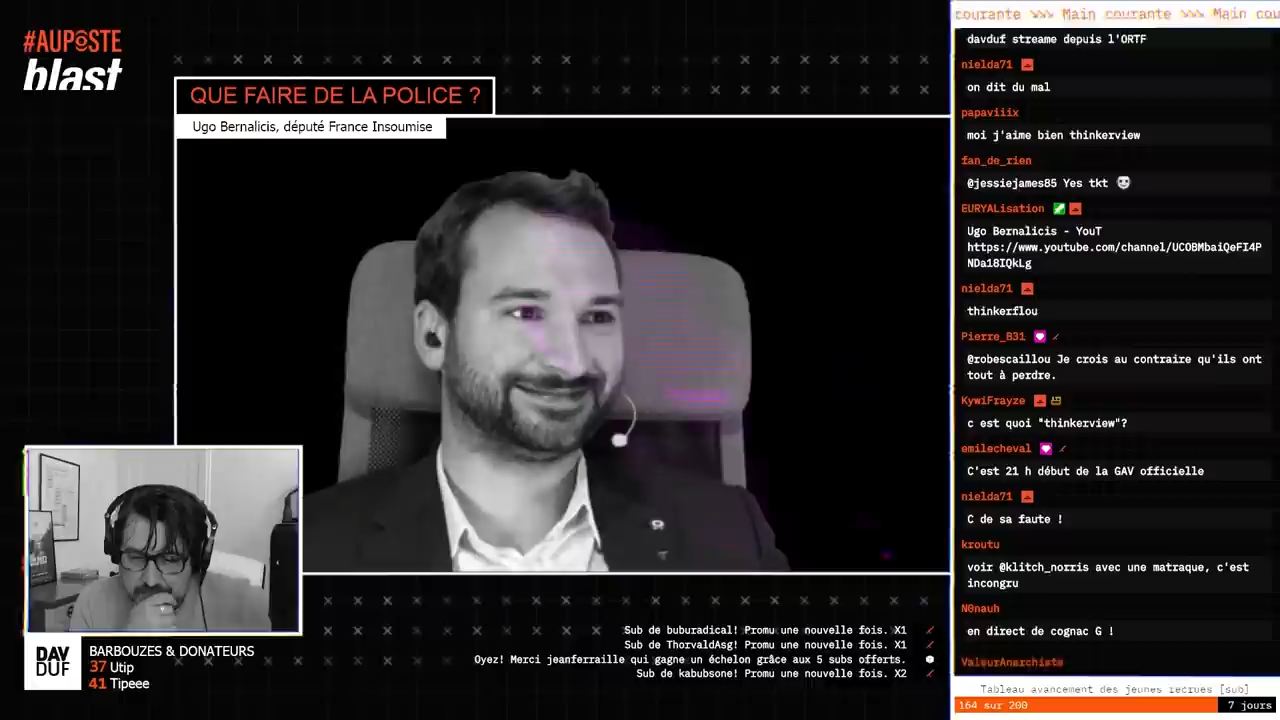 #AUPOSTE
blast
QUE FAIRE DE LA POLICE ?
Ugo Bernalicis, député France Insoumise
DAV
DUF
BARBOUZES & DONATEURS
37 Utip
41 Tipeee
Sub de buburadical! Promu une nouvelle fois. X1
Sub de ThorvaldAsg! Promu une nouvelle fois. X1
Oyez! Merci jeanferraille qui gagne un échelon grâce aux 5 subs offerts.
Sub de kabubsone! Promu une nouvelle fois. X2
courante >>> Main courante >>> Main cou
davduf streame depuis l'ORTF
nielda71
on dit du mal
papaviiix
moi j'aime bien thinkerview
fan_de_rien
@jessiejames85 Yes tkt
EURYALisation
Ugo Bernalicis - YouT
https://www.youtube.com/channel/UCOBMbaiQeFI4P
NDa18IQkLg
nielda71
thinkerflou
Pierre_B31
@robescaillou Je crois au contraire qu'ils ont
tout à perdre.
KywiFrayze
c est quoi "thinkerview"?
emilecheval
C'est 21 h début de la GAV officielle
nielda71
C de sa faute !
kroutu
voir @klitch_norris avec une matraque, c'est
incongru
N0nauh
en direct de cognac G !
ValeurAnarchiste
Tableau avancement des jeunes recrues [sub]
164 sur 200
7 jours